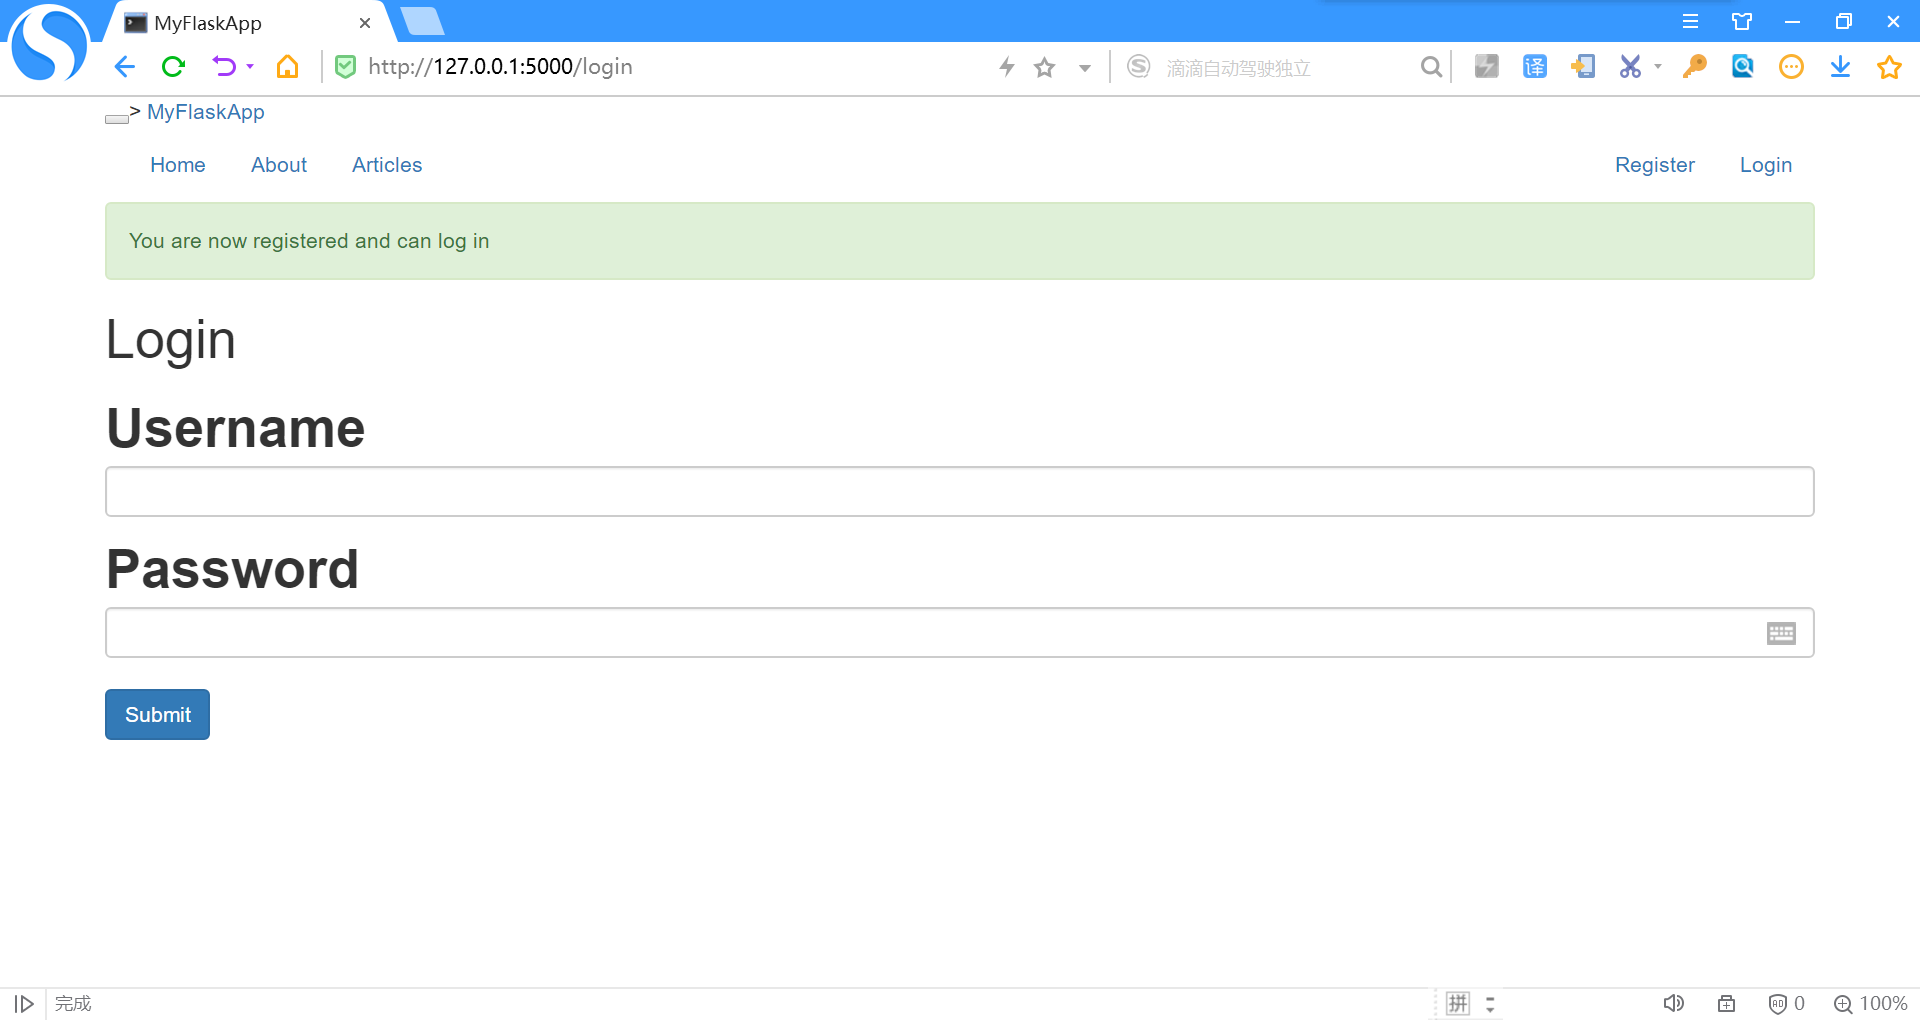 MyFlaskApp
http://127.0.0.1:5000/login
滴滴自动驾驶独立
译
> MyFlaskApp
Home About Articles Register Login
You are now registered and can log in
Login
Username
Password
Submit
完成
拼
AD 0
100%